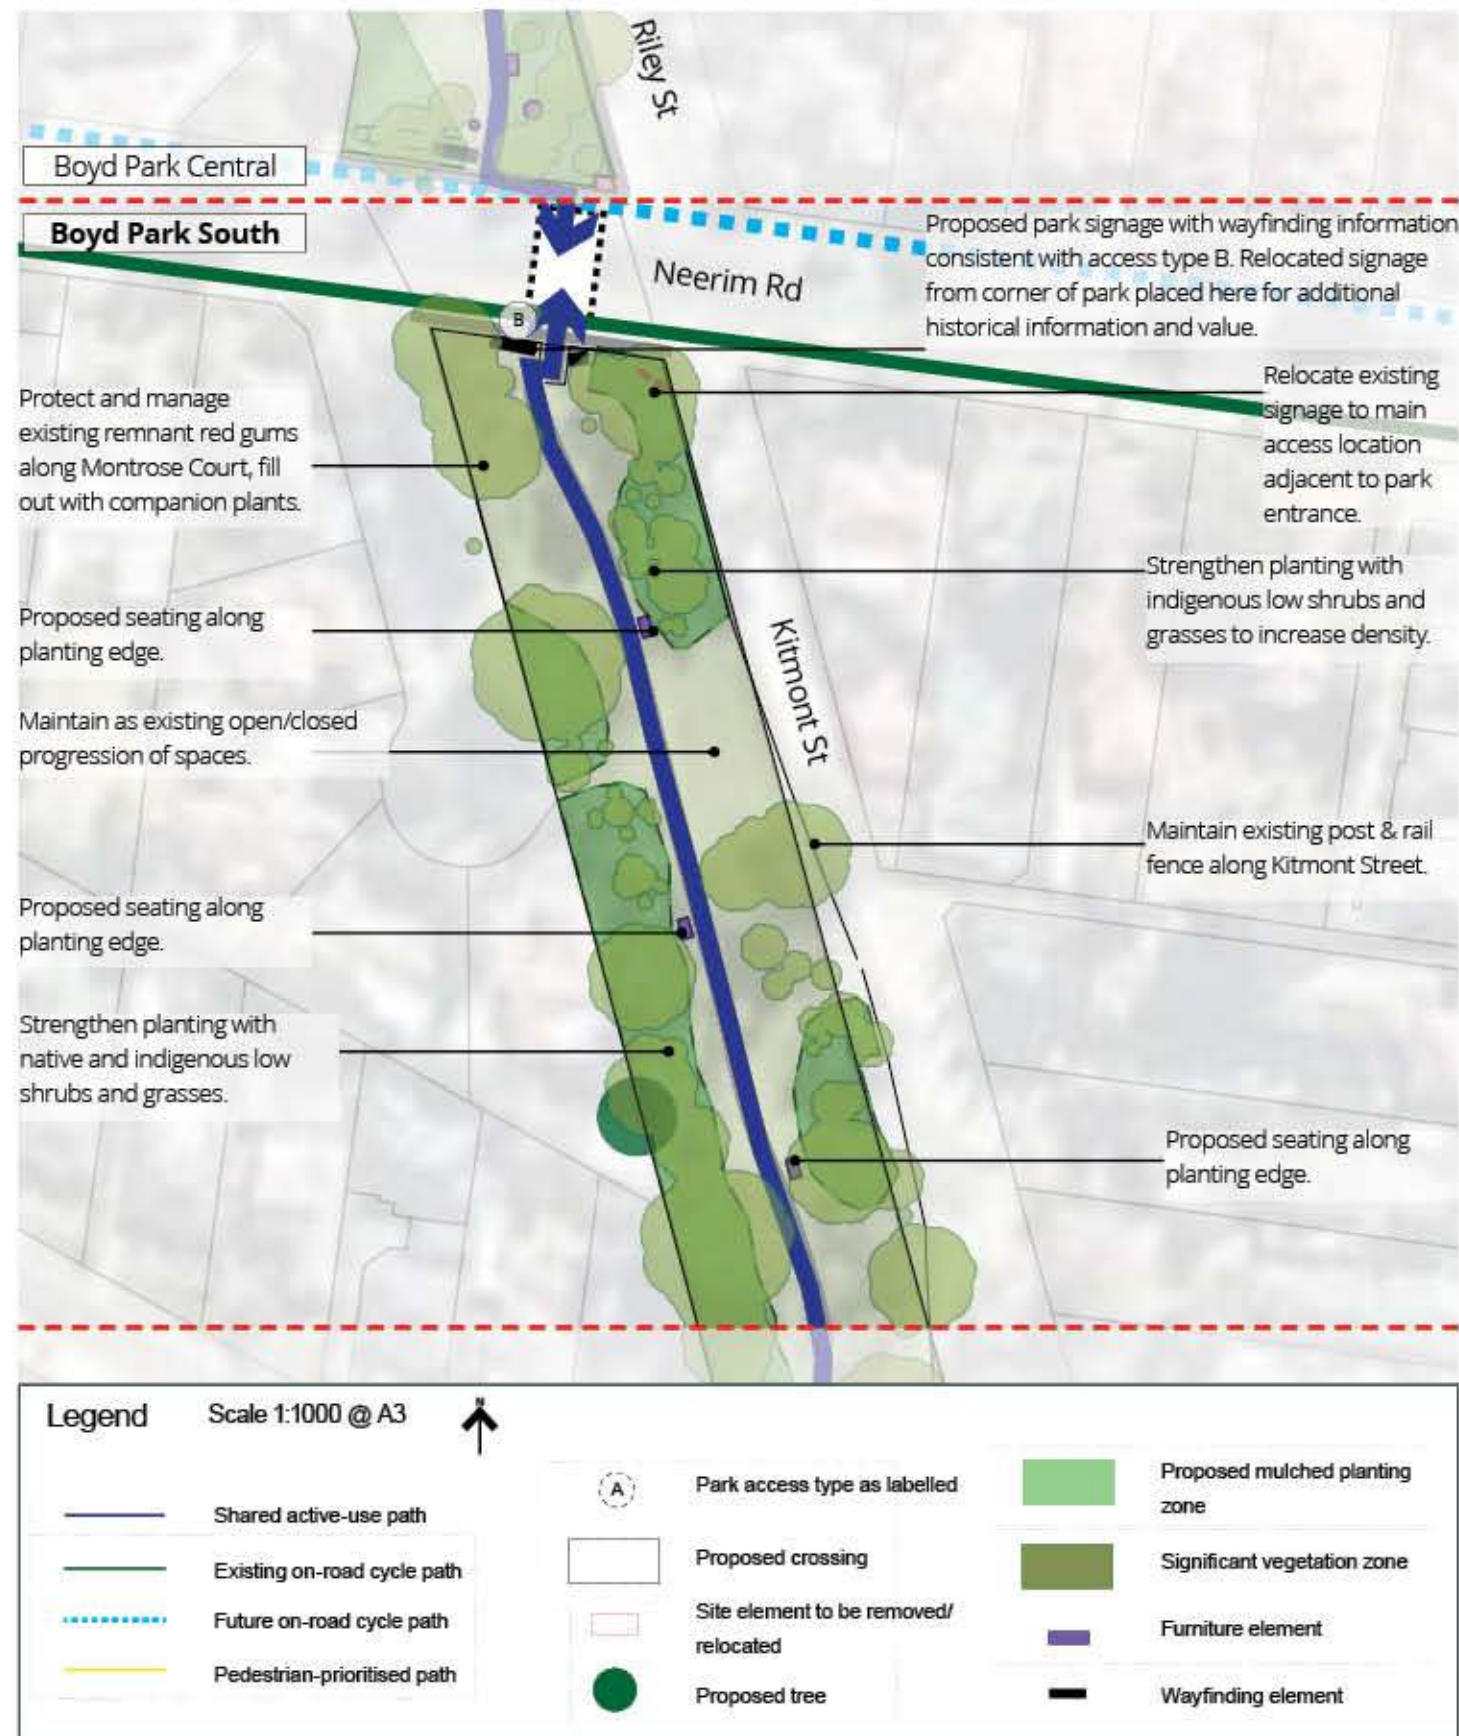 Riley St
Boyd Park Central
Boyd Park South
Neerim Rd
Proposed park signage with wayfinding information
consistent with access type B. Relocated signage
from corner of park placed here for additional
historical information and value.
B
Protect and manage
existing remnant red gums
along Montrose Court, fill
out with companion plants.
Relocate existing
signage to main
access location
adjacent to park
entrance.
Strengthen planting with
indigenous low shrubs and
grasses to increase density.
Proposed seating along
planting edge.
Kitmont St
Maintain as existing open/closed
progression of spaces.
Maintain existing post & rail
fence along Kitmont Street.
Proposed seating along
planting edge.
Strengthen planting with
native and indigenous low
shrubs and grasses.
Proposed seating along
planting edge.
Legend
Scale 1:1000 @ A3
N
Shared active-use path
Existing on-road cycle path
Future on-road cycle path
Pedestrian-prioritised path
A
Park access type as labelled
Proposed crossing
Site element to be removed/
relocated
Proposed tree
Proposed mulched planting
zone
Significant vegetation zone
Furniture element
Wayfinding element